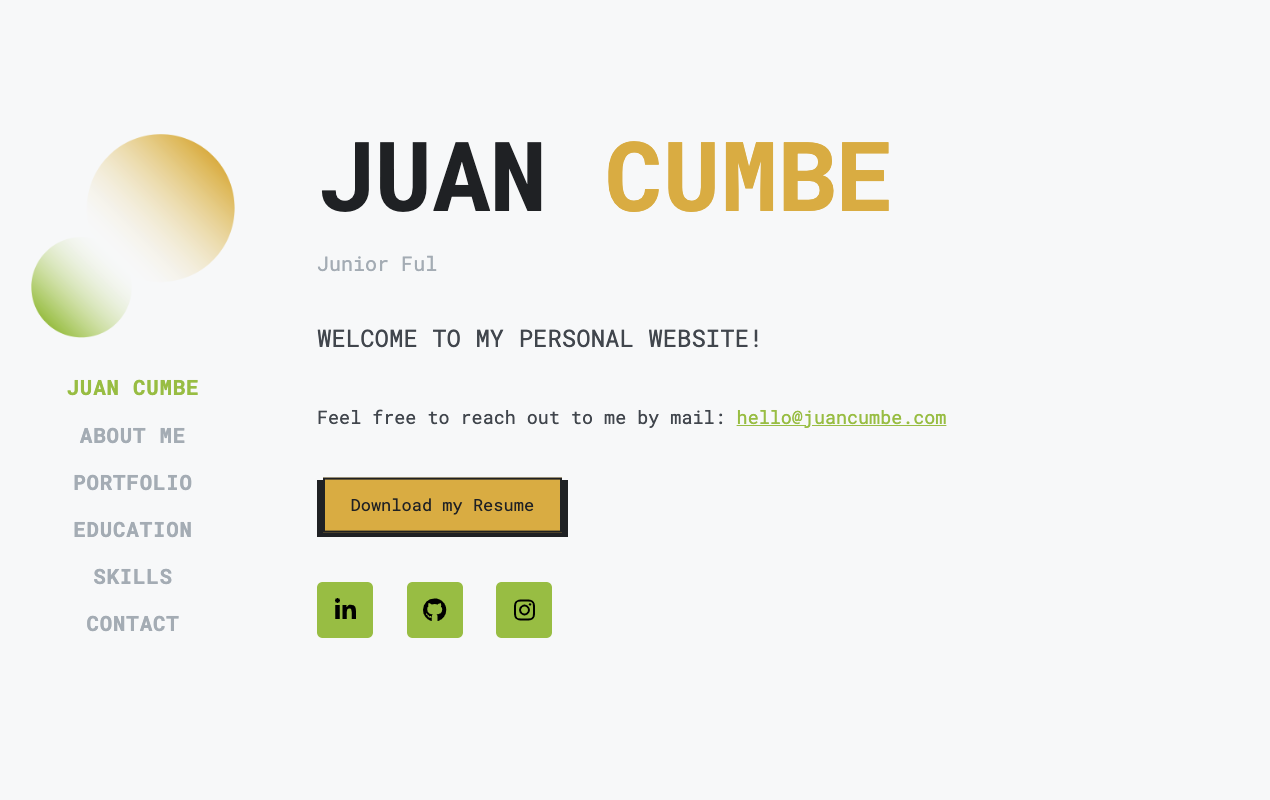 JUAN CUMBE
Junior Ful
WELCOME TO MY PERSONAL WEBSITE!
JUAN CUMBE
ABOUT ME
PORTFOLIO
EDUCATION
SKILLS
CONTACT
Feel free to reach out to me by mail: hello@juancumbe.com
Download my Resume
in